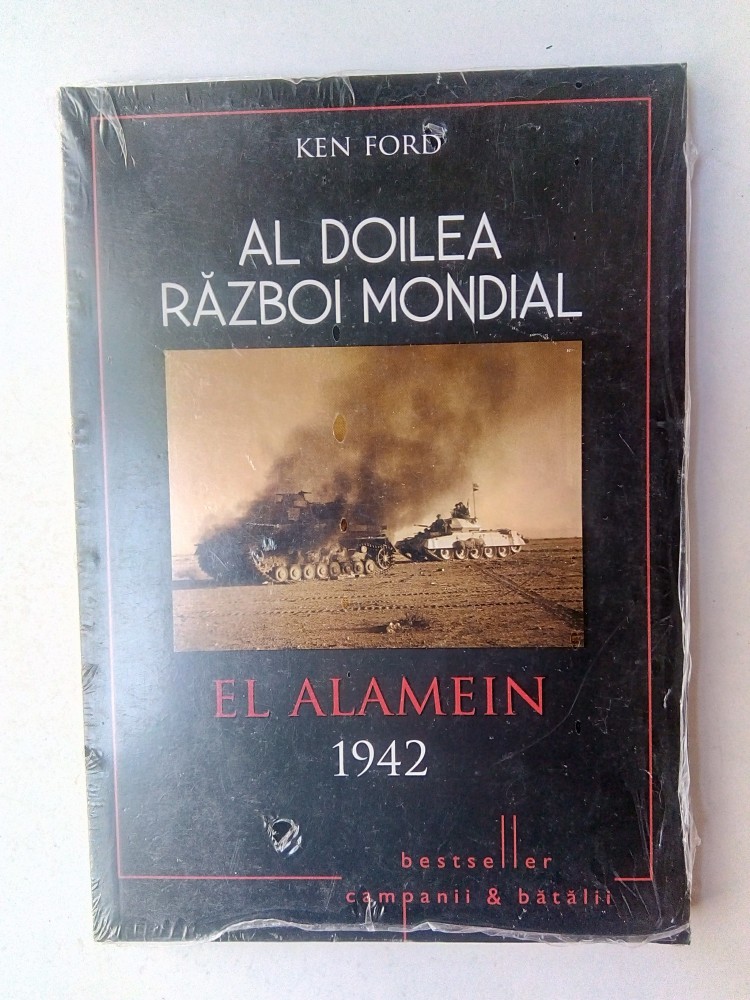 KEN FORD
AL DOILEA
RĂZBOI MONDIAL
EL ALAMEIN
1942
bestseller
campanii & bătălii